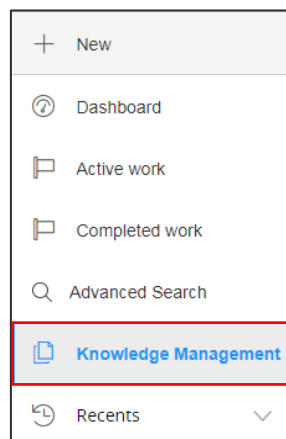 New
Dashboard
Active work
Completed work
Advanced Search
Knowledge Management
Recents